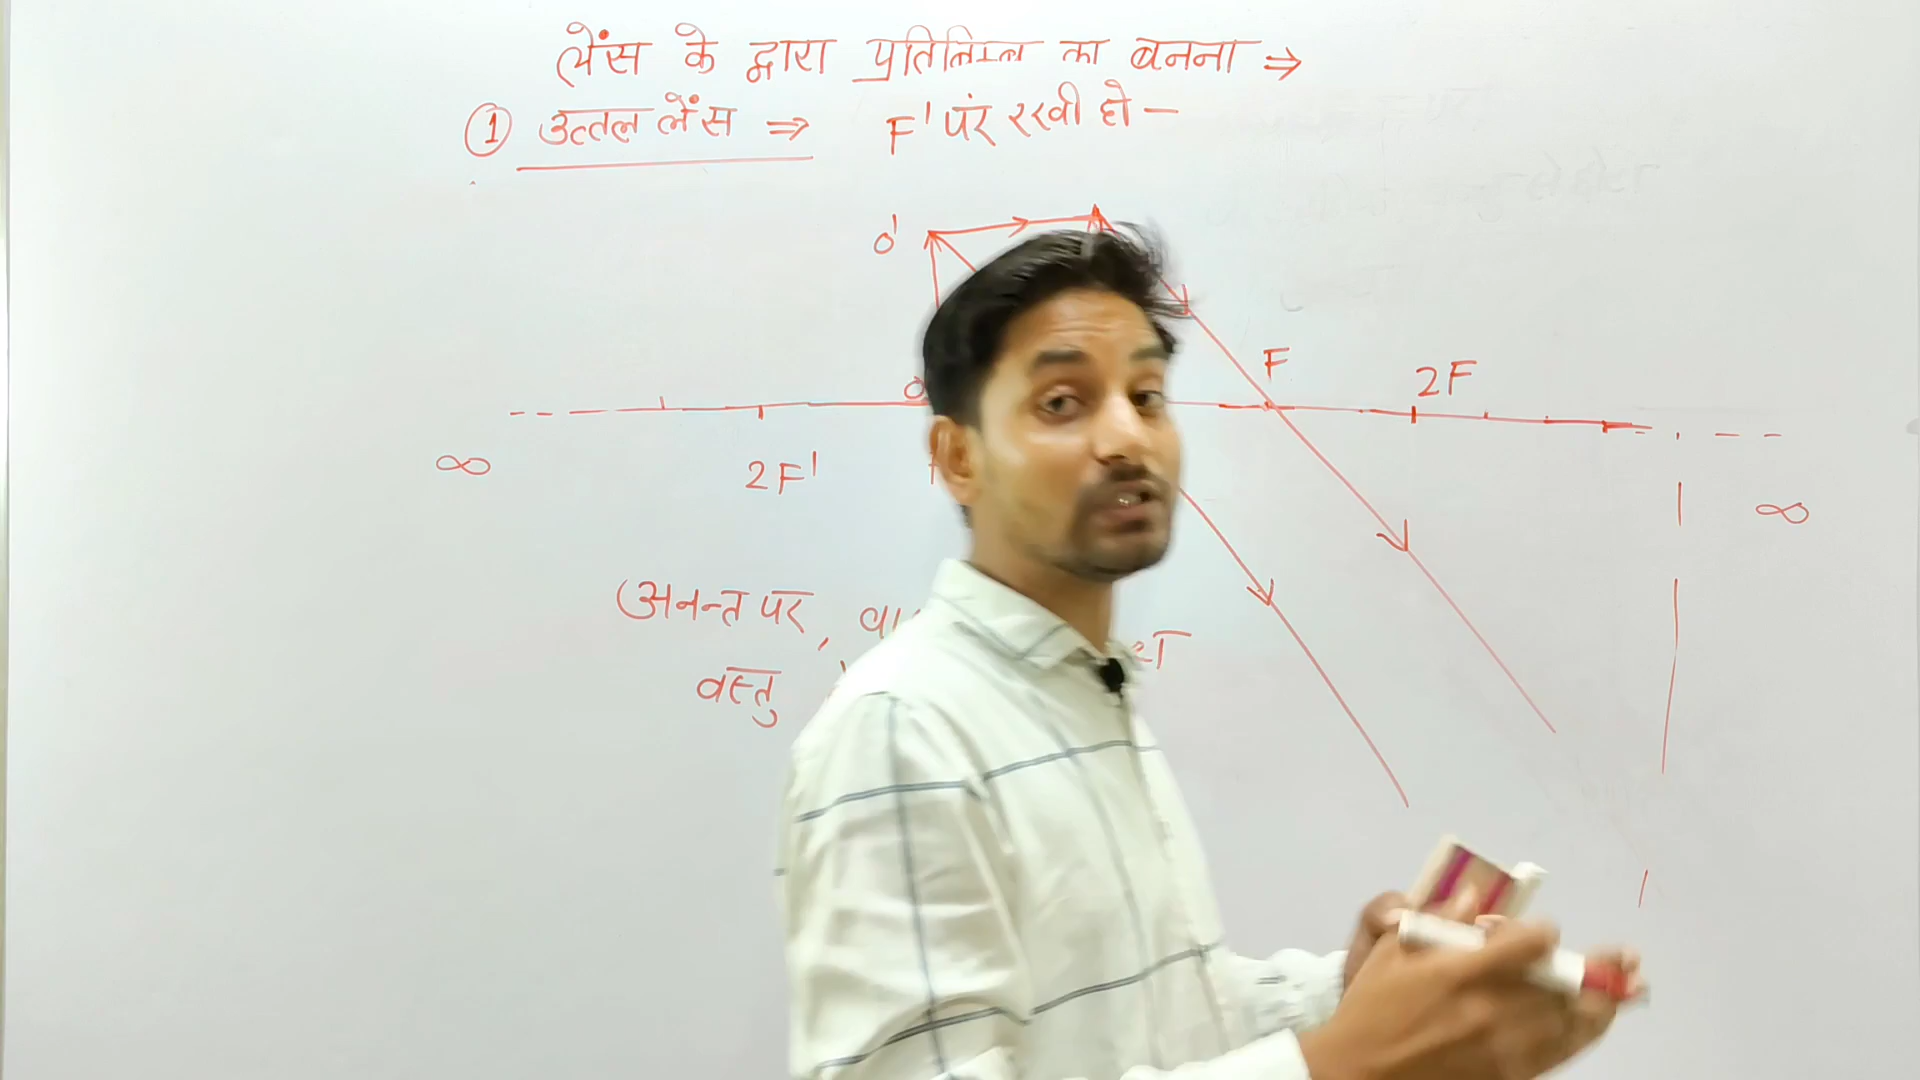 लेंस के द्वारा प्रतिबिम्ब का बनना ⇒
① उत्तल लेंस ⇒ F' पर रखी हो —
O'
F
2F
O
∞
2F'
∞
अनन्त पर,
वस्तु